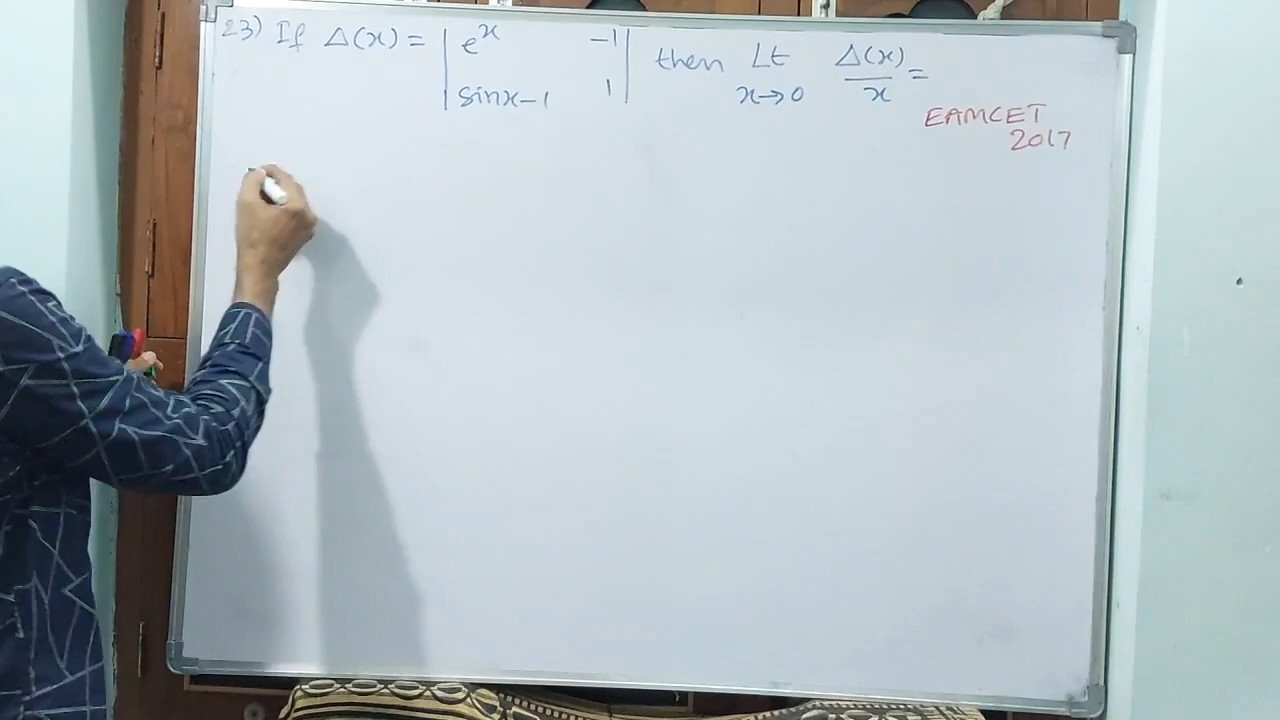 23) If Δ(x) = | e^x -1 | then Lt Δ(x)/x =
| sinx-1 1 | x→0
EAMCET
2017